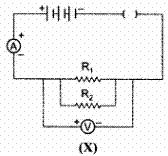 + -
+
A
-
R₁
R₂
+ V -
(X)